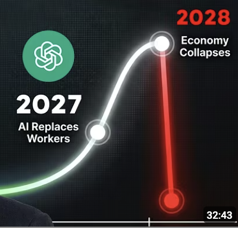 2028
Economy
Collapses
2027
AI Replaces
Workers
32:43